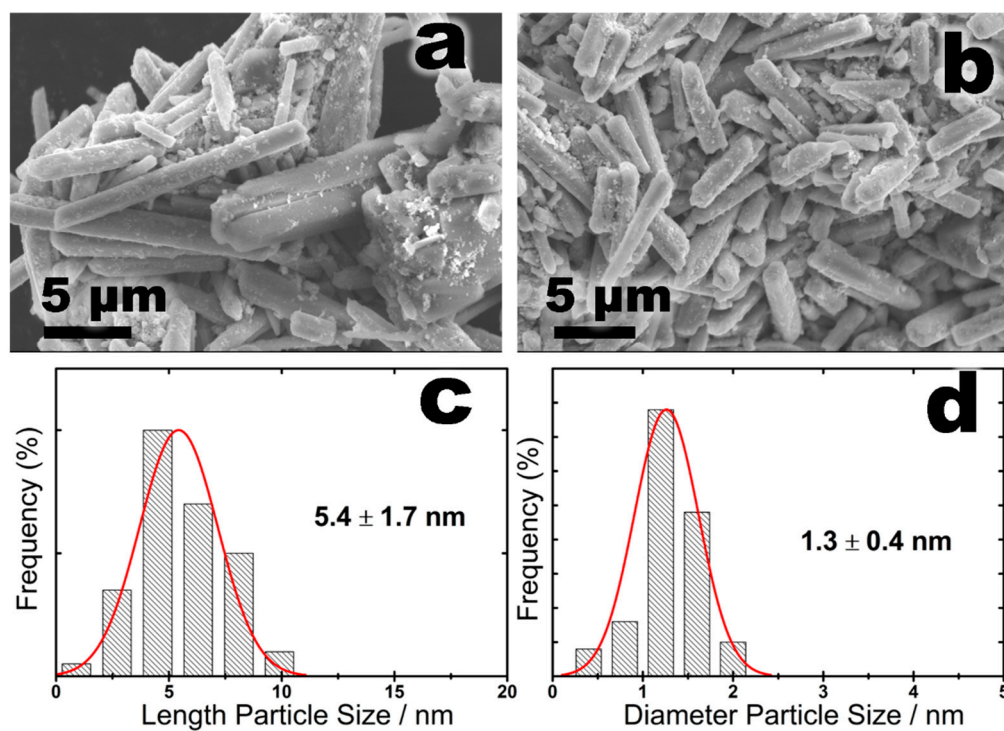 a
5 µm
b
5 µm
c
Frequency (%)
5.4 ± 1.7 nm
0 5 10 15 20
Length Particle Size / nm
d
Frequency (%)
1.3 ± 0.4 nm
0 1 2 3 4 5
Diameter Particle Size / nm